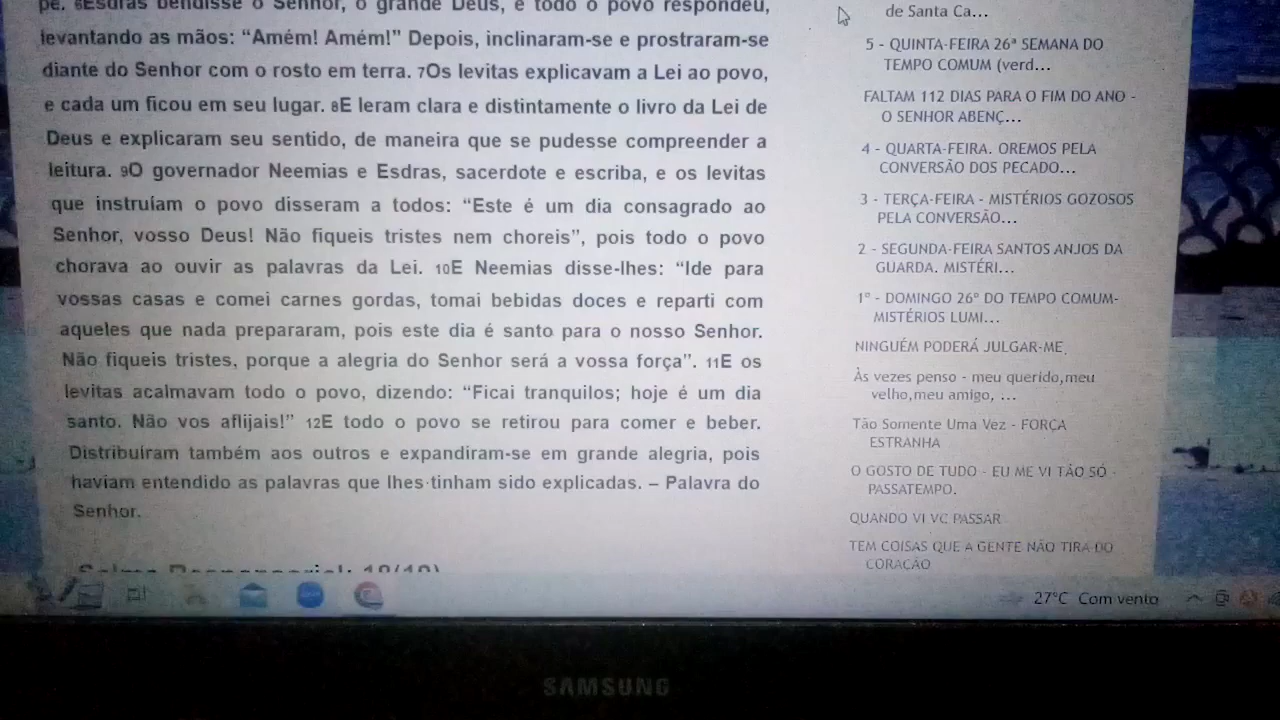 pé. 6Esdras bendisse o Senhor, o grande Deus, e todo o povo respondeu,
levantando as mãos: “Amém! Amém!” Depois, inclinaram-se e prostraram-se
diante do Senhor com o rosto em terra. 7Os levitas explicavam a Lei ao povo,
e cada um ficou em seu lugar. 8E leram clara e distintamente o livro da Lei de
Deus e explicaram seu sentido, de maneira que se pudesse compreender a
leitura. 9O governador Neemias e Esdras, sacerdote e escriba, e os levitas
que instruíam o povo disseram a todos: “Este é um dia consagrado ao
Senhor, vosso Deus! Não fiqueis tristes nem choreis”, pois todo o povo
chorava ao ouvir as palavras da Lei. 10E Neemias disse-lhes: “Ide para
vossas casas e comei carnes gordas, tomai bebidas doces e reparti com
aqueles que nada prepararam, pois este dia é santo para o nosso Senhor.
Não fiqueis tristes, porque a alegria do Senhor será a vossa força”. 11E os
levitas acalmavam todo o povo, dizendo: “Ficai tranquilos; hoje é um dia
santo. Não vos aflijais!” 12E todo o povo se retirou para comer e beber.
Distribuíram também aos outros e expandiram-se em grande alegria, pois
haviam entendido as palavras que lhes tinham sido explicadas. – Palavra do
Senhor.
de Santa Ca...
5 - QUINTA-FEIRA 26ª SEMANA DO
TEMPO COMUM (verd...
FALTAM 112 DIAS PARA O FIM DO ANO -
O SENHOR ABENÇ...
4 - QUARTA-FEIRA. OREMOS PELA
CONVERSÃO DOS PECADO...
3 - TERÇA-FEIRA - MISTÉRIOS GOZOSOS
PELA CONVERSÃO...
2 - SEGUNDA-FEIRA SANTOS ANJOS DA
GUARDA. MISTÉRI...
1º - DOMINGO 26º DO TEMPO COMUM-
MISTÉRIOS LUMI...
NINGUÉM PODERÁ JULGAR-ME.
Às vezes penso - meu querido,meu
velho,meu amigo, ...
Tão Somente Uma Vez - FORÇA
ESTRANHA
O GOSTO DE TUDO - EU ME VI TÃO SÓ -
PASSATEMPO.
QUANDO VI VC PASSAR
TEM COISAS QUE A GENTE NÃO TIRA DO
CORAÇÃO
27°C Com vento
SAMSUNG